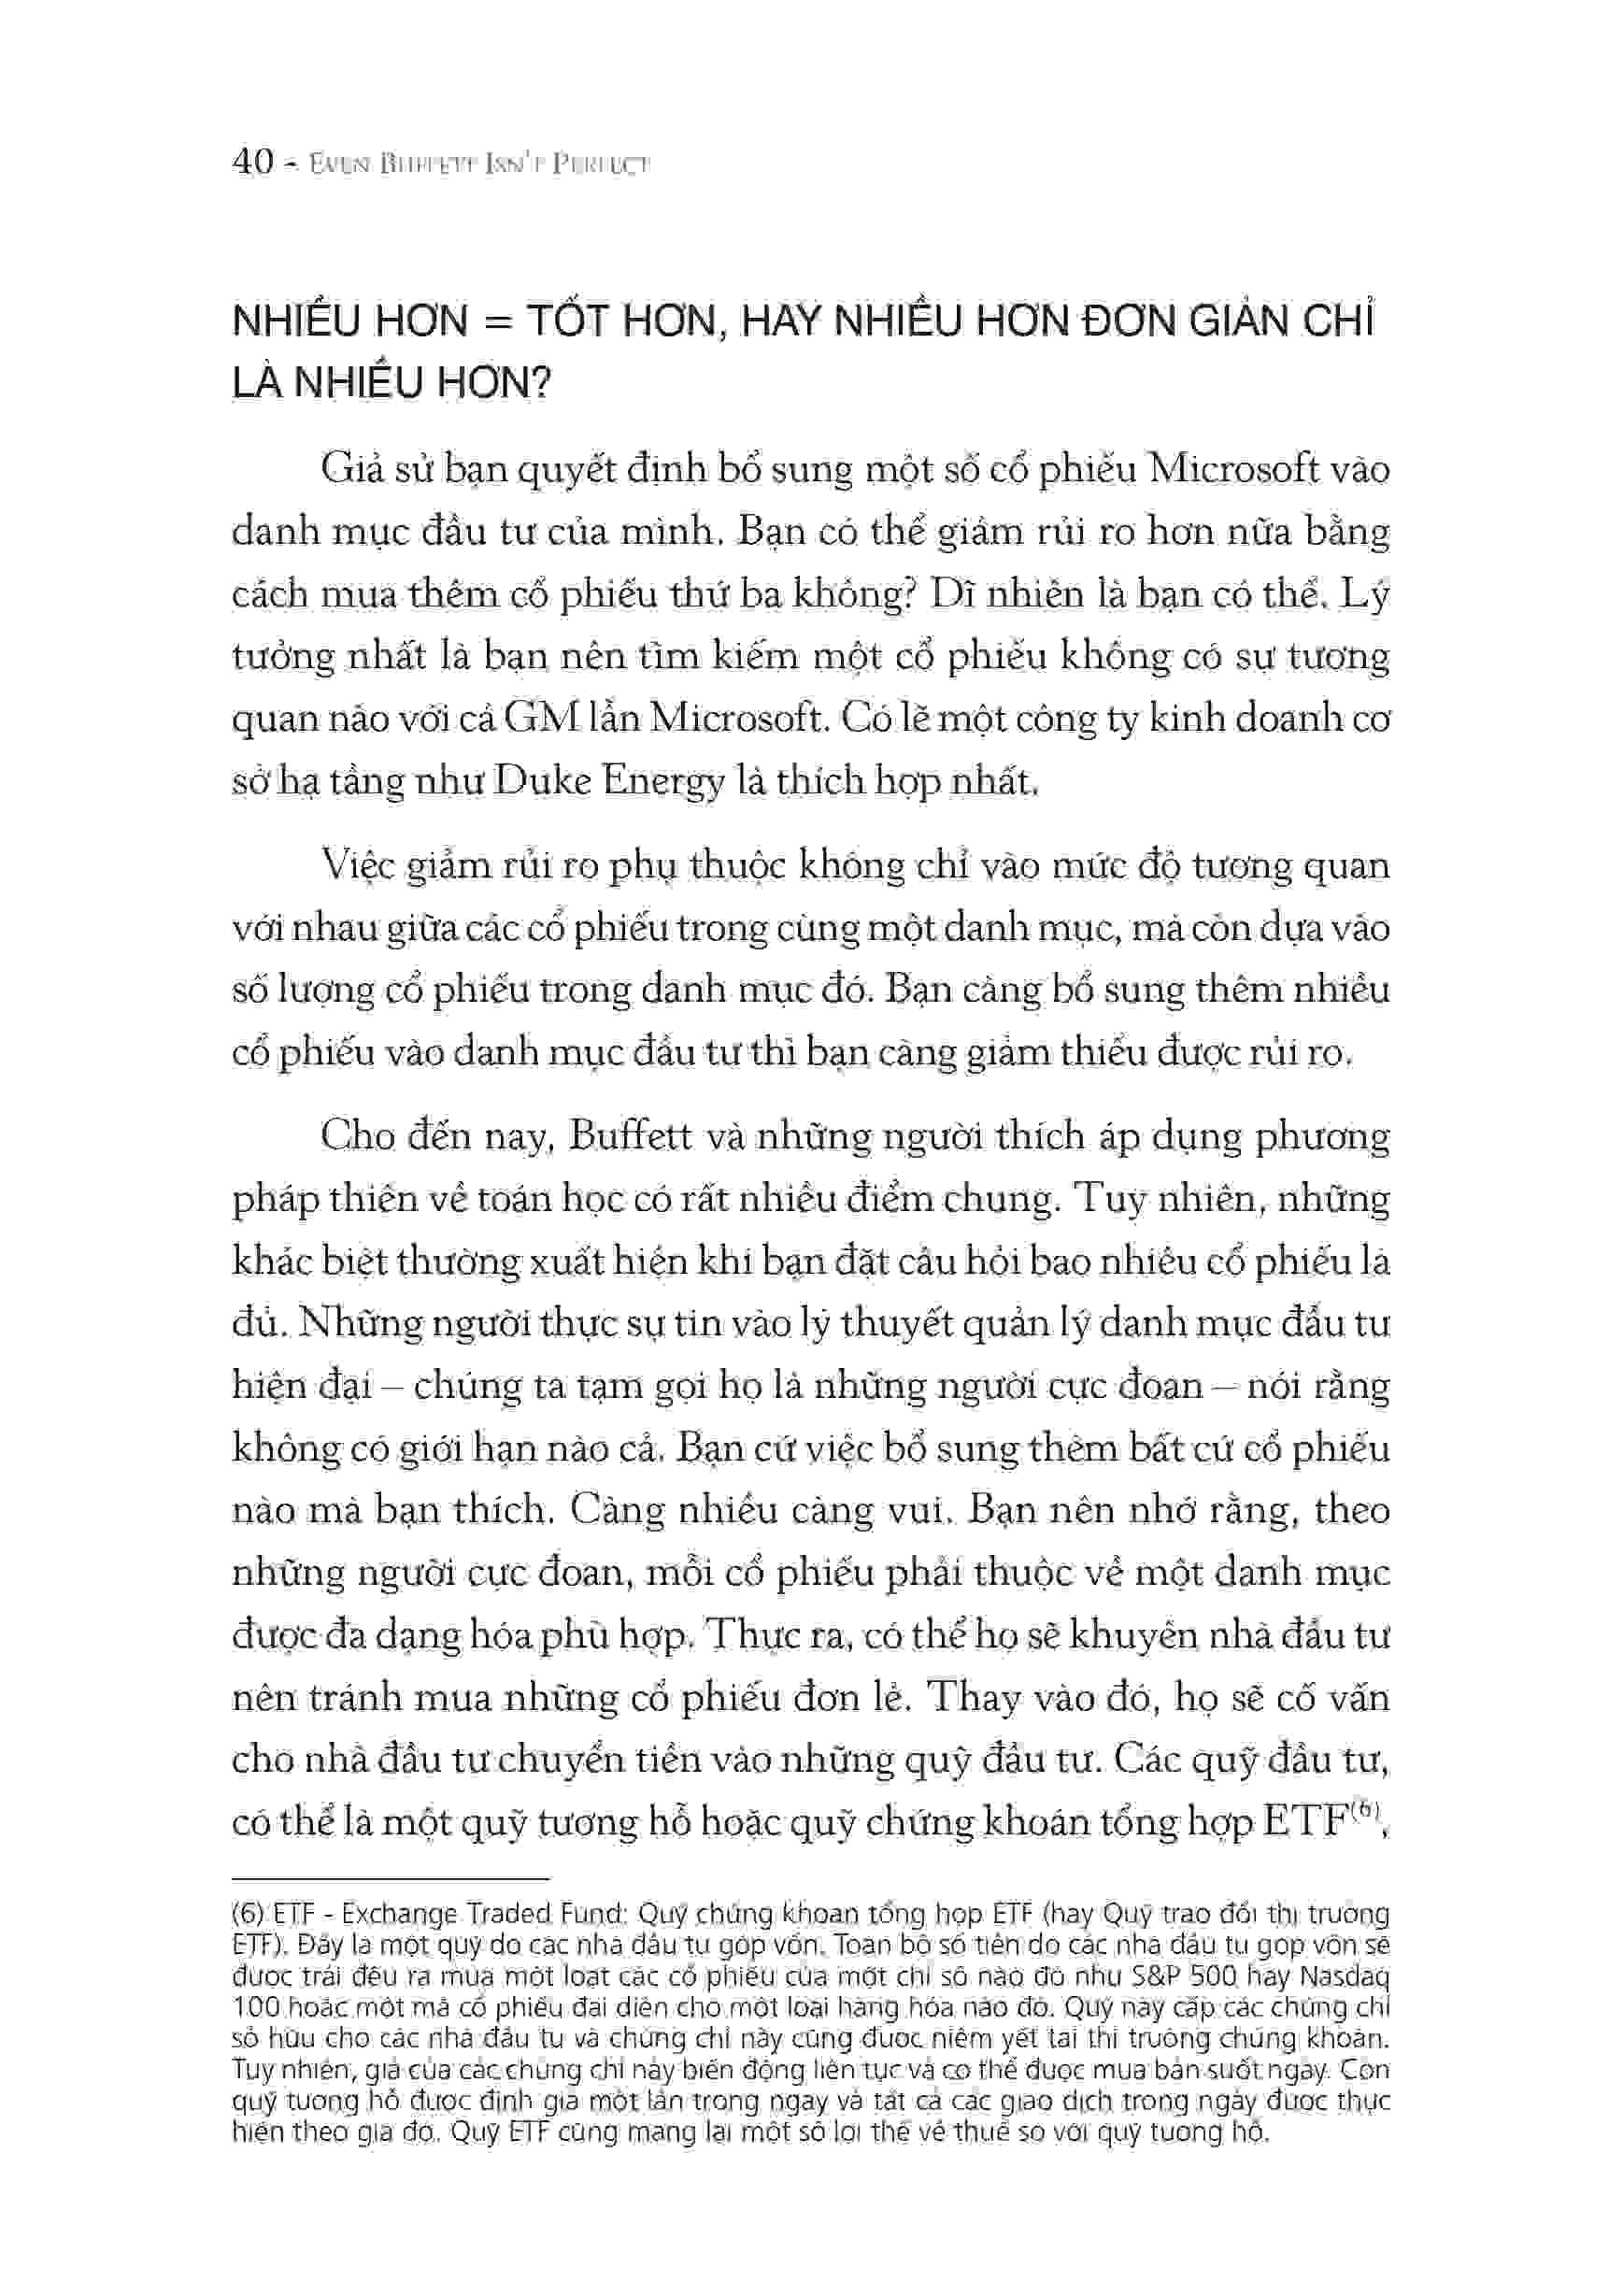 40 - EVEN BUFFETT ISN'T PERFECT
NHIỀU HƠN = TỐT HƠN, HAY NHIỀU HƠN ĐƠN GIẢN CHỈ
LÀ NHIỀU HƠN?
Giả sử bạn quyết định bổ sung một số cổ phiếu Microsoft vào
danh mục đầu tư của mình. Bạn có thể giảm rủi ro hơn nữa bằng
cách mua thêm cổ phiếu thứ ba không? Dĩ nhiên là bạn có thể. Lý
tưởng nhất là bạn nên tìm kiếm một cổ phiếu không có sự tương
quan nào với cả GM lẫn Microsoft. Có lẽ một công ty kinh doanh cơ
sở hạ tầng như Duke Energy là thích hợp nhất.
Việc giảm rủi ro phụ thuộc không chỉ vào mức độ tương quan
với nhau giữa các cổ phiếu trong cùng một danh mục, mà còn dựa vào
số lượng cổ phiếu trong danh mục đó. Bạn càng bổ sung thêm nhiều
cổ phiếu vào danh mục đầu tư thì bạn càng giảm thiểu được rủi ro.
Cho đến nay, Buffett và những người thích áp dụng phương
pháp thiên về toán học có rất nhiều điểm chung. Tuy nhiên, những
khác biệt thường xuất hiện khi bạn đặt câu hỏi bao nhiêu cổ phiếu là
đủ. Những người thực sự tin vào lý thuyết quản lý danh mục đầu tư
hiện đại – chúng ta tạm gọi họ là những người cực đoan – nói rằng
không có giới hạn nào cả. Bạn cứ việc bổ sung thêm bất cứ cổ phiếu
nào mà bạn thích. Càng nhiều càng vui. Bạn nên nhớ rằng, theo
những người cực đoan, mỗi cổ phiếu phải thuộc về một danh mục
được đa dạng hóa phù hợp. Thực ra, có thể họ sẽ khuyên nhà đầu tư
nên tránh mua những cổ phiếu đơn lẻ. Thay vào đó, họ sẽ cố vấn
cho nhà đầu tư chuyển tiền vào những quỹ đầu tư. Các quỹ đầu tư,
có thể là một quỹ tương hỗ hoặc quỹ chứng khoán tổng hợp ETF(6),
(6) ETF - Exchange Traded Fund: Quỹ chứng khoán tổng hợp ETF (hay Quỹ trao đổi thị trường
ETF). Đây là một quỹ do các nhà đầu tư góp vốn. Toàn bộ số tiền do các nhà đầu tư góp vốn sẽ
được trải đều ra mua một loạt các cổ phiếu của một chỉ số nào đó như S&P 500 hay Nasdaq
100 hoặc một mã cổ phiếu đại diện cho một loại hàng hóa nào đó. Quỹ này cấp các chứng chỉ
sở hữu cho các nhà đầu tư và chứng chỉ này cũng được niêm yết tại thị trường chứng khoán.
Tuy nhiên, giá của các chứng chỉ này biến động liên tục và có thể được mua bán suốt ngày. Còn
quỹ tương hỗ được định giá một lần trong ngày và tất cả các giao dịch trong ngày được thực
hiện theo giá đó. Quỹ ETF cũng mang lại một số lợi thế về thuế so với quỹ tương hỗ.